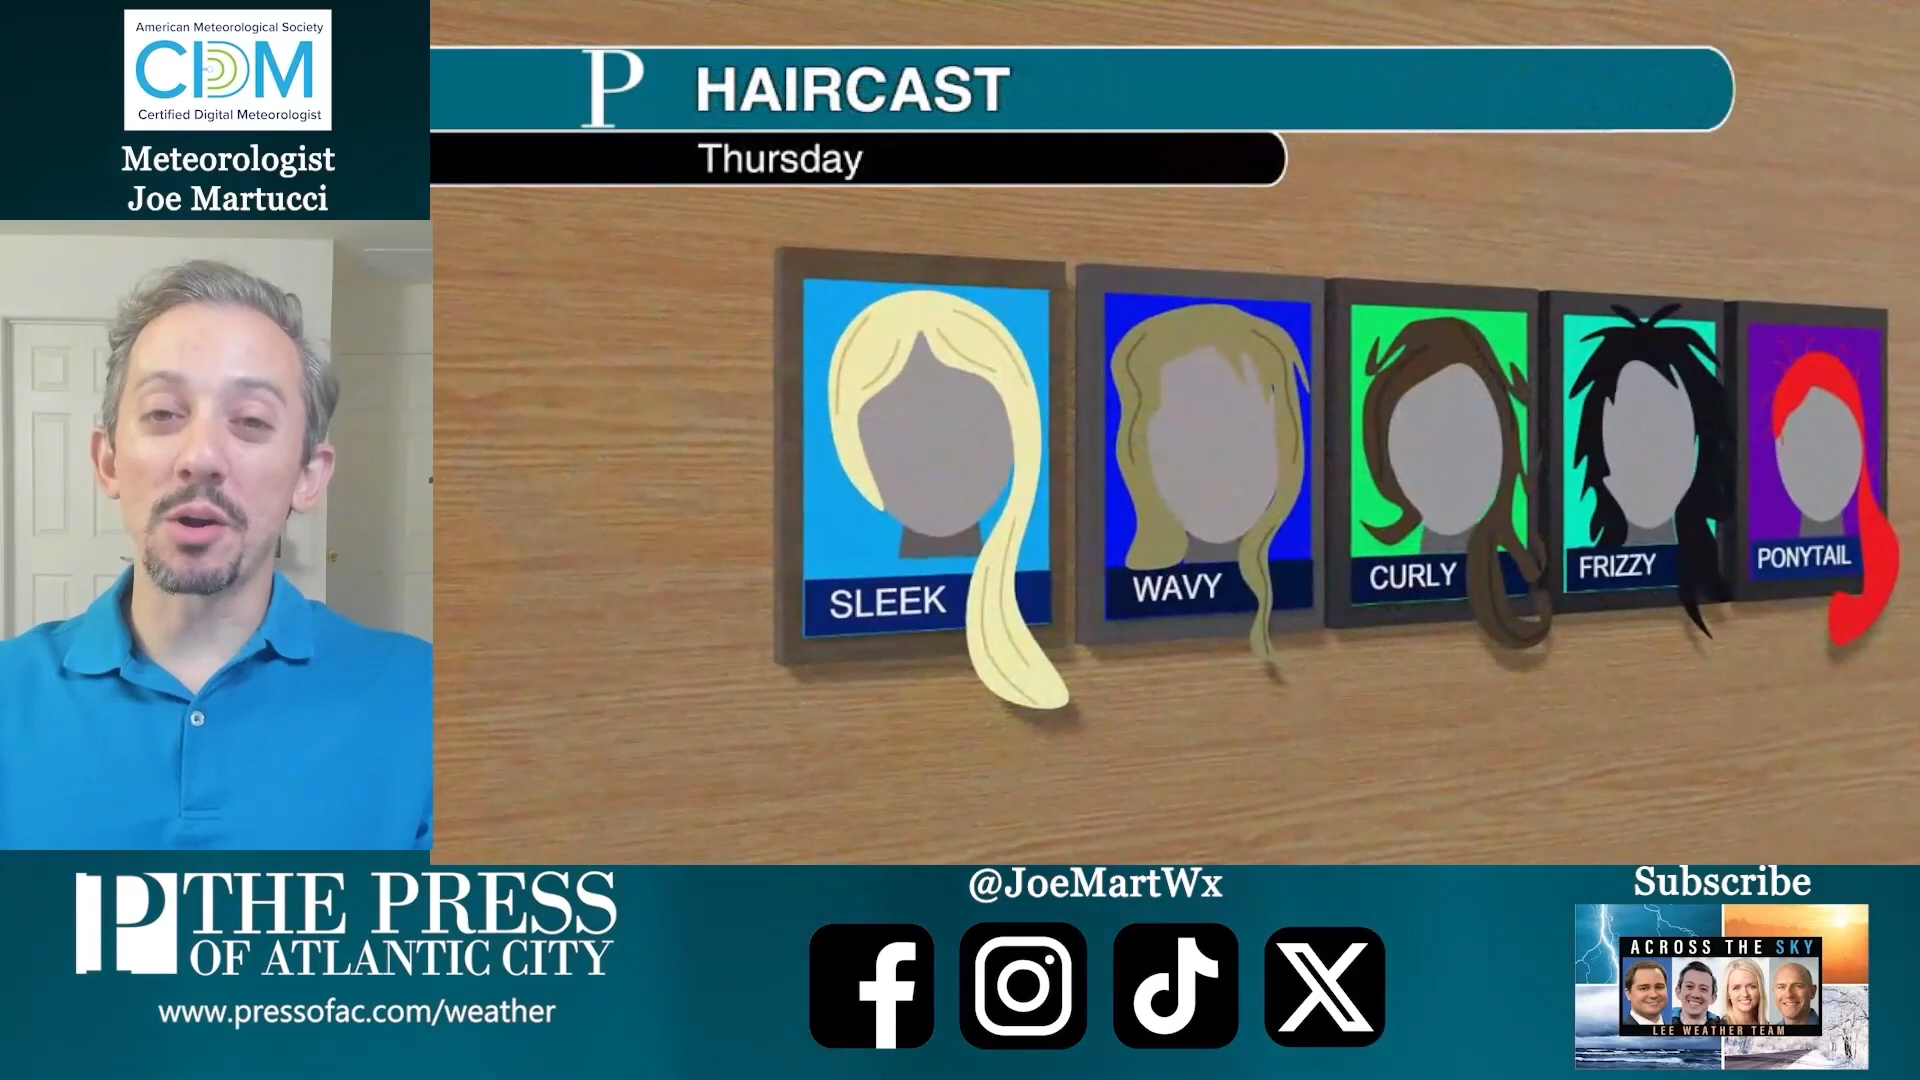 American Meteorological Society
CDM
Certified Digital Meteorologist
Meteorologist
Joe Martucci
P HAIRCAST
Thursday
SLEEK
WAVY
CURLY
FRIZZY
PONYTAIL
P THE PRESS
OF ATLANTIC CITY
www.pressofac.com/weather
@JoeMartWx
Subscribe
ACROSS THE SKY
LEE WEATHER TEAM